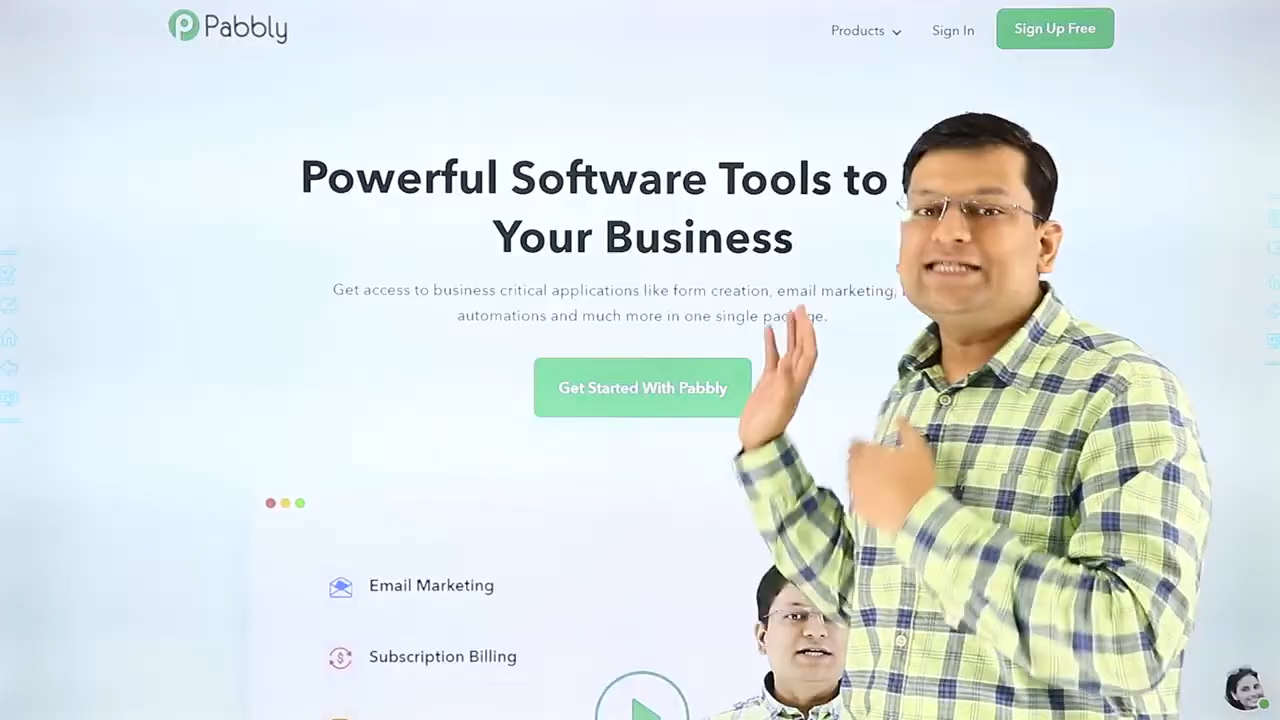 Pabbly
Products
Sign In
Sign Up Free
Powerful Software Tools to
Your Business
Get access to business critical applications like form creation, email marketing,
automations and much more in one single package.
Get Started With Pabbly
Email Marketing
Subscription Billing